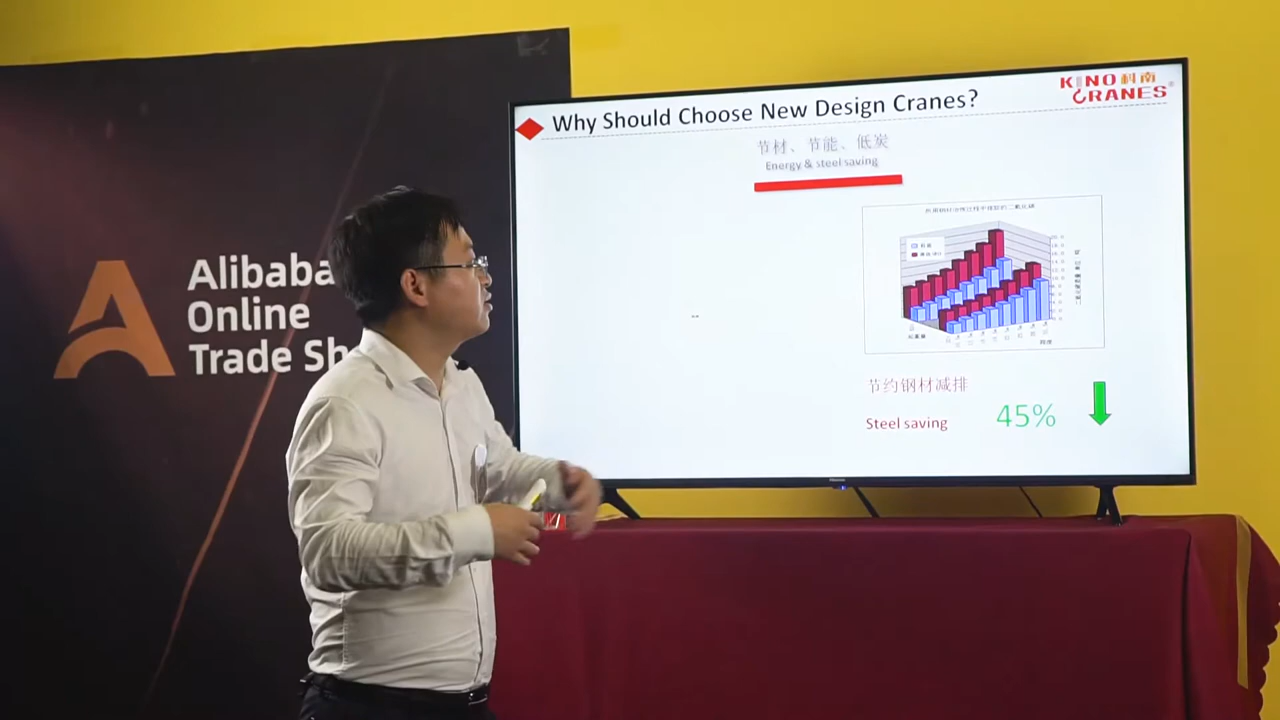 Alibaba
Online
Trade Sh
Why Should Choose New Design Cranes?
KINO 科南
CRANES®
节材、节能、低炭
Energy & steel saving
节约钢材减排
Steel saving 45%